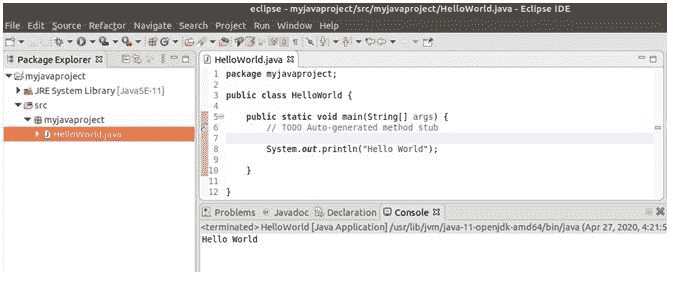 eclipse - myjavaproject/src/myjavaproject/HelloWorld.java - Eclipse IDE
File Edit Source Refactor Navigate Search Project Run Window Help
Package Explorer
myjavaproject
JRE System Library [JavaSE-11]
src
myjavaproject
HelloWorld.java
HelloWorld.java
1 package myjavaproject;
2
3 public class HelloWorld {
4
5 public static void main(String[] args) {
6 // TODO Auto-generated method stub
7
8 System.out.println("Hello World");
9
10 }
11
12 }
Problems Javadoc Declaration Console
<terminated> HelloWorld [Java Application] /usr/lib/jvm/java-11-openjdk-amd64/bin/java (Apr 27, 2020, 4:21:5
Hello World